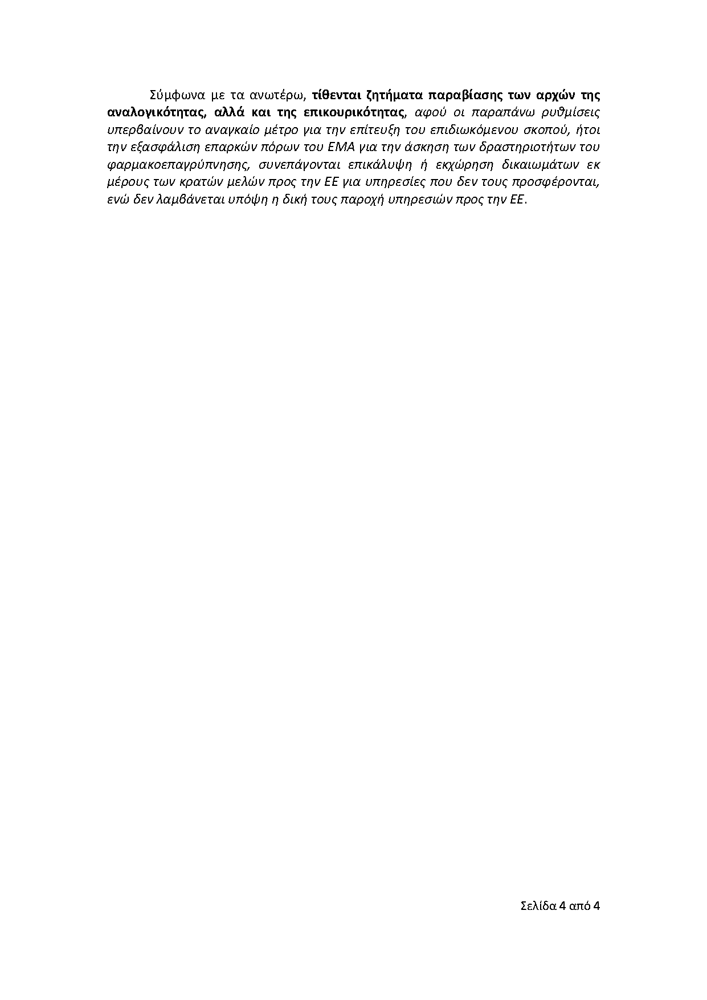 Σύμφωνα με τα ανωτέρω, τίθενται ζητήματα παραβίασης των αρχών της
αναλογικότητας, αλλά και της επικουρικότητας, αφού οι παραπάνω ρυθμίσεις
υπερβαίνουν το αναγκαίο μέτρο για την επίτευξη του επιδιωκόμενου σκοπού, ήτοι
την εξασφάλιση επαρκών πόρων του ΕΜΑ για την άσκηση των δραστηριοτήτων του
φαρμακοεπαγρύπνησης, συνεπάγονται επικάλυψη ή εκχώρηση δικαιωμάτων εκ
μέρους των κρατών μελών προς την ΕΕ για υπηρεσίες που δεν τους προσφέρονται,
ενώ δεν λαμβάνεται υπόψη η δική τους παροχή υπηρεσιών προς την ΕΕ.
Σελίδα 4 από 4